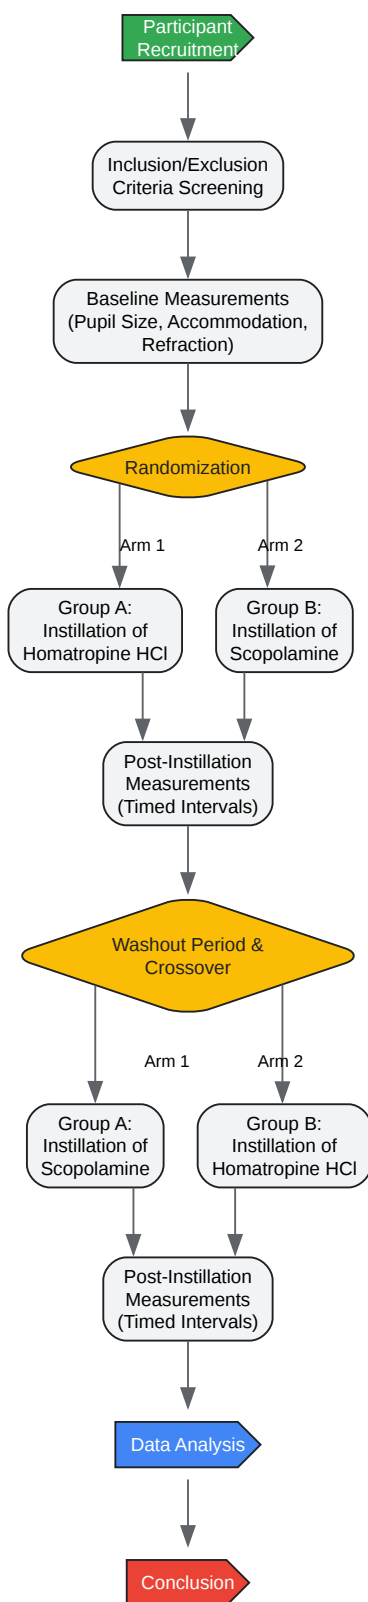 Participant
Recruitment
Inclusion/Exclusion
Criteria Screening
Baseline Measurements
(Pupil Size, Accommodation,
Refraction)
Randomization
Arm 1
Arm 2
Group A:
Instillation of
Homatropine HCl
Group B:
Instillation of
Scopolamine
Post-Instillation
Measurements
(Timed Intervals)
Washout Period &
Crossover
Arm 1
Arm 2
Group A:
Instillation of
Scopolamine
Group B:
Instillation of
Homatropine HCl
Post-Instillation
Measurements
(Timed Intervals)
Data Analysis
Conclusion